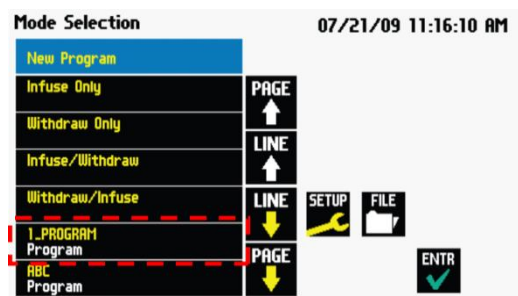 Mode Selection 07/21/09 11:16:10 AM
New Program
Infuse Only
Withdraw Only
Infuse/Withdraw
Withdraw/Infuse
1_PROGRAM
Program
ABC
Program
PAGE
LINE
LINE
PAGE
SETUP FILE
ENTR